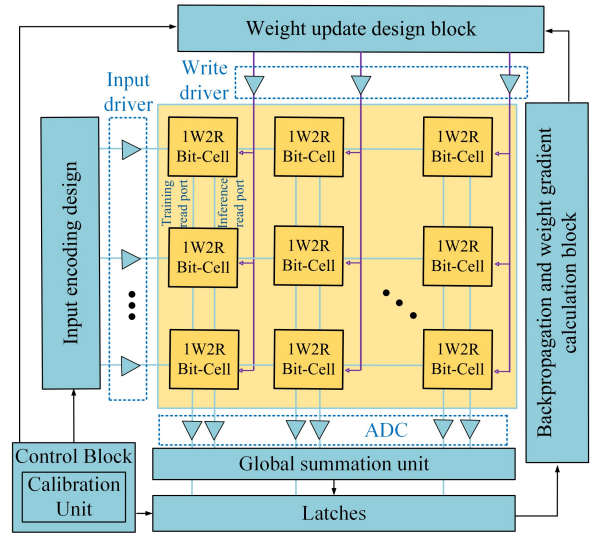 Weight update design block
Write
driver
Input
driver
1W2R
Bit-Cell
1W2R
Bit-Cell
1W2R
Bit-Cell
Training
read port
Inference
read port
Input encoding design
1W2R
Bit-Cell
1W2R
Bit-Cell
1W2R
Bit-Cell
1W2R
Bit-Cell
1W2R
Bit-Cell
1W2R
Bit-Cell
Backpropagation and weight gradient
calculation block
ADC
Control Block
Calibration
Unit
Global summation unit
Latches